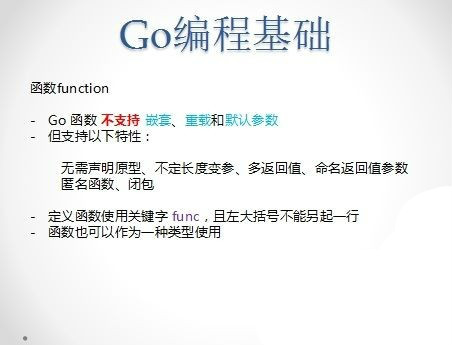 Go编程基础
函数function
- Go 函数 不支持 嵌套、重载和默认参数
- 但支持以下特性：
无需声明原型、不定长度变参、多返回值、命名返回值参数
匿名函数、闭包
- 定义函数使用关键字 func，且左大括号不能另起一行
- 函数也可以作为一种类型使用